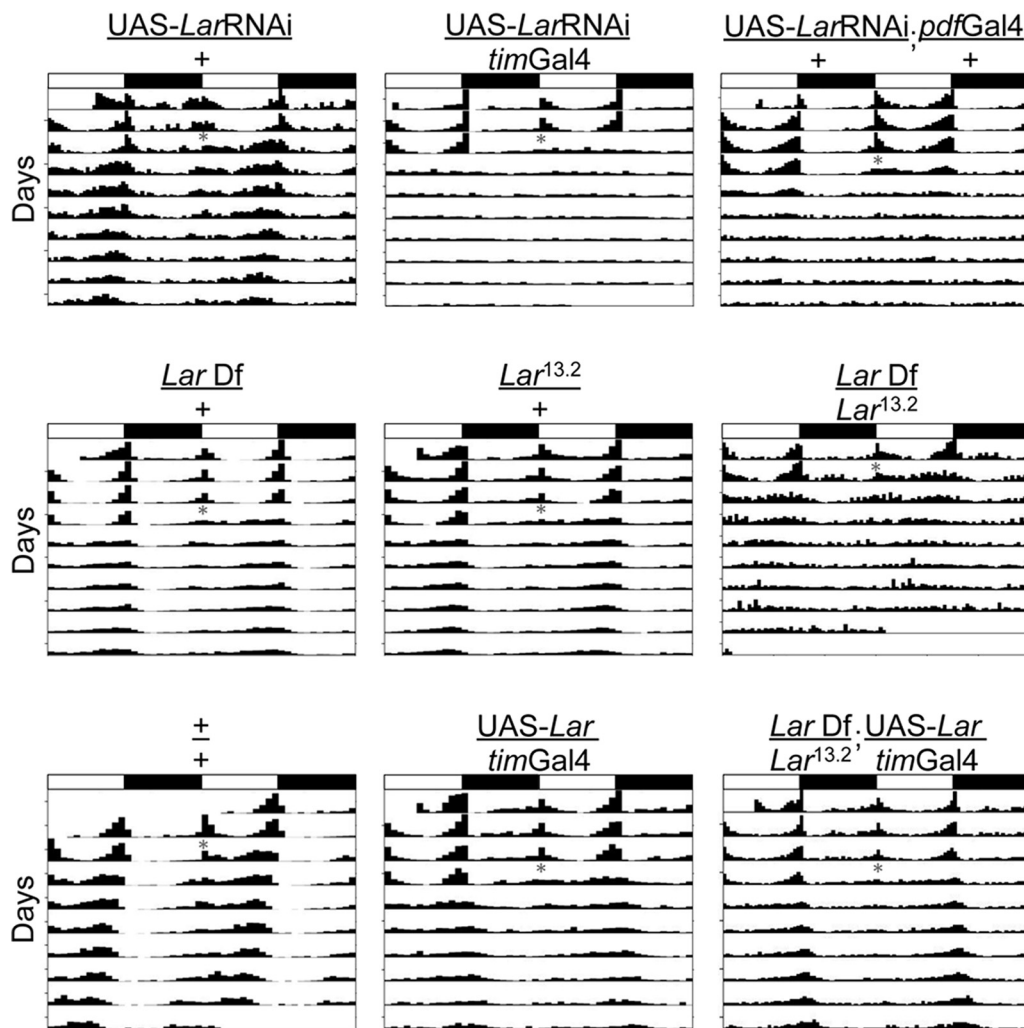 UAS-LarRNAi
+
UAS-LarRNAi
timGal4
UAS-LarRNAi;pdfGal4
+ +
Days
*
*
*
Lar Df
+
Lar13.2
+
Lar Df
Lar13.2
Days
*
*
*
+
+
UAS-Lar
timGal4
Lar Df;UAS-Lar
Lar13.2 timGal4
Days
*
*
*